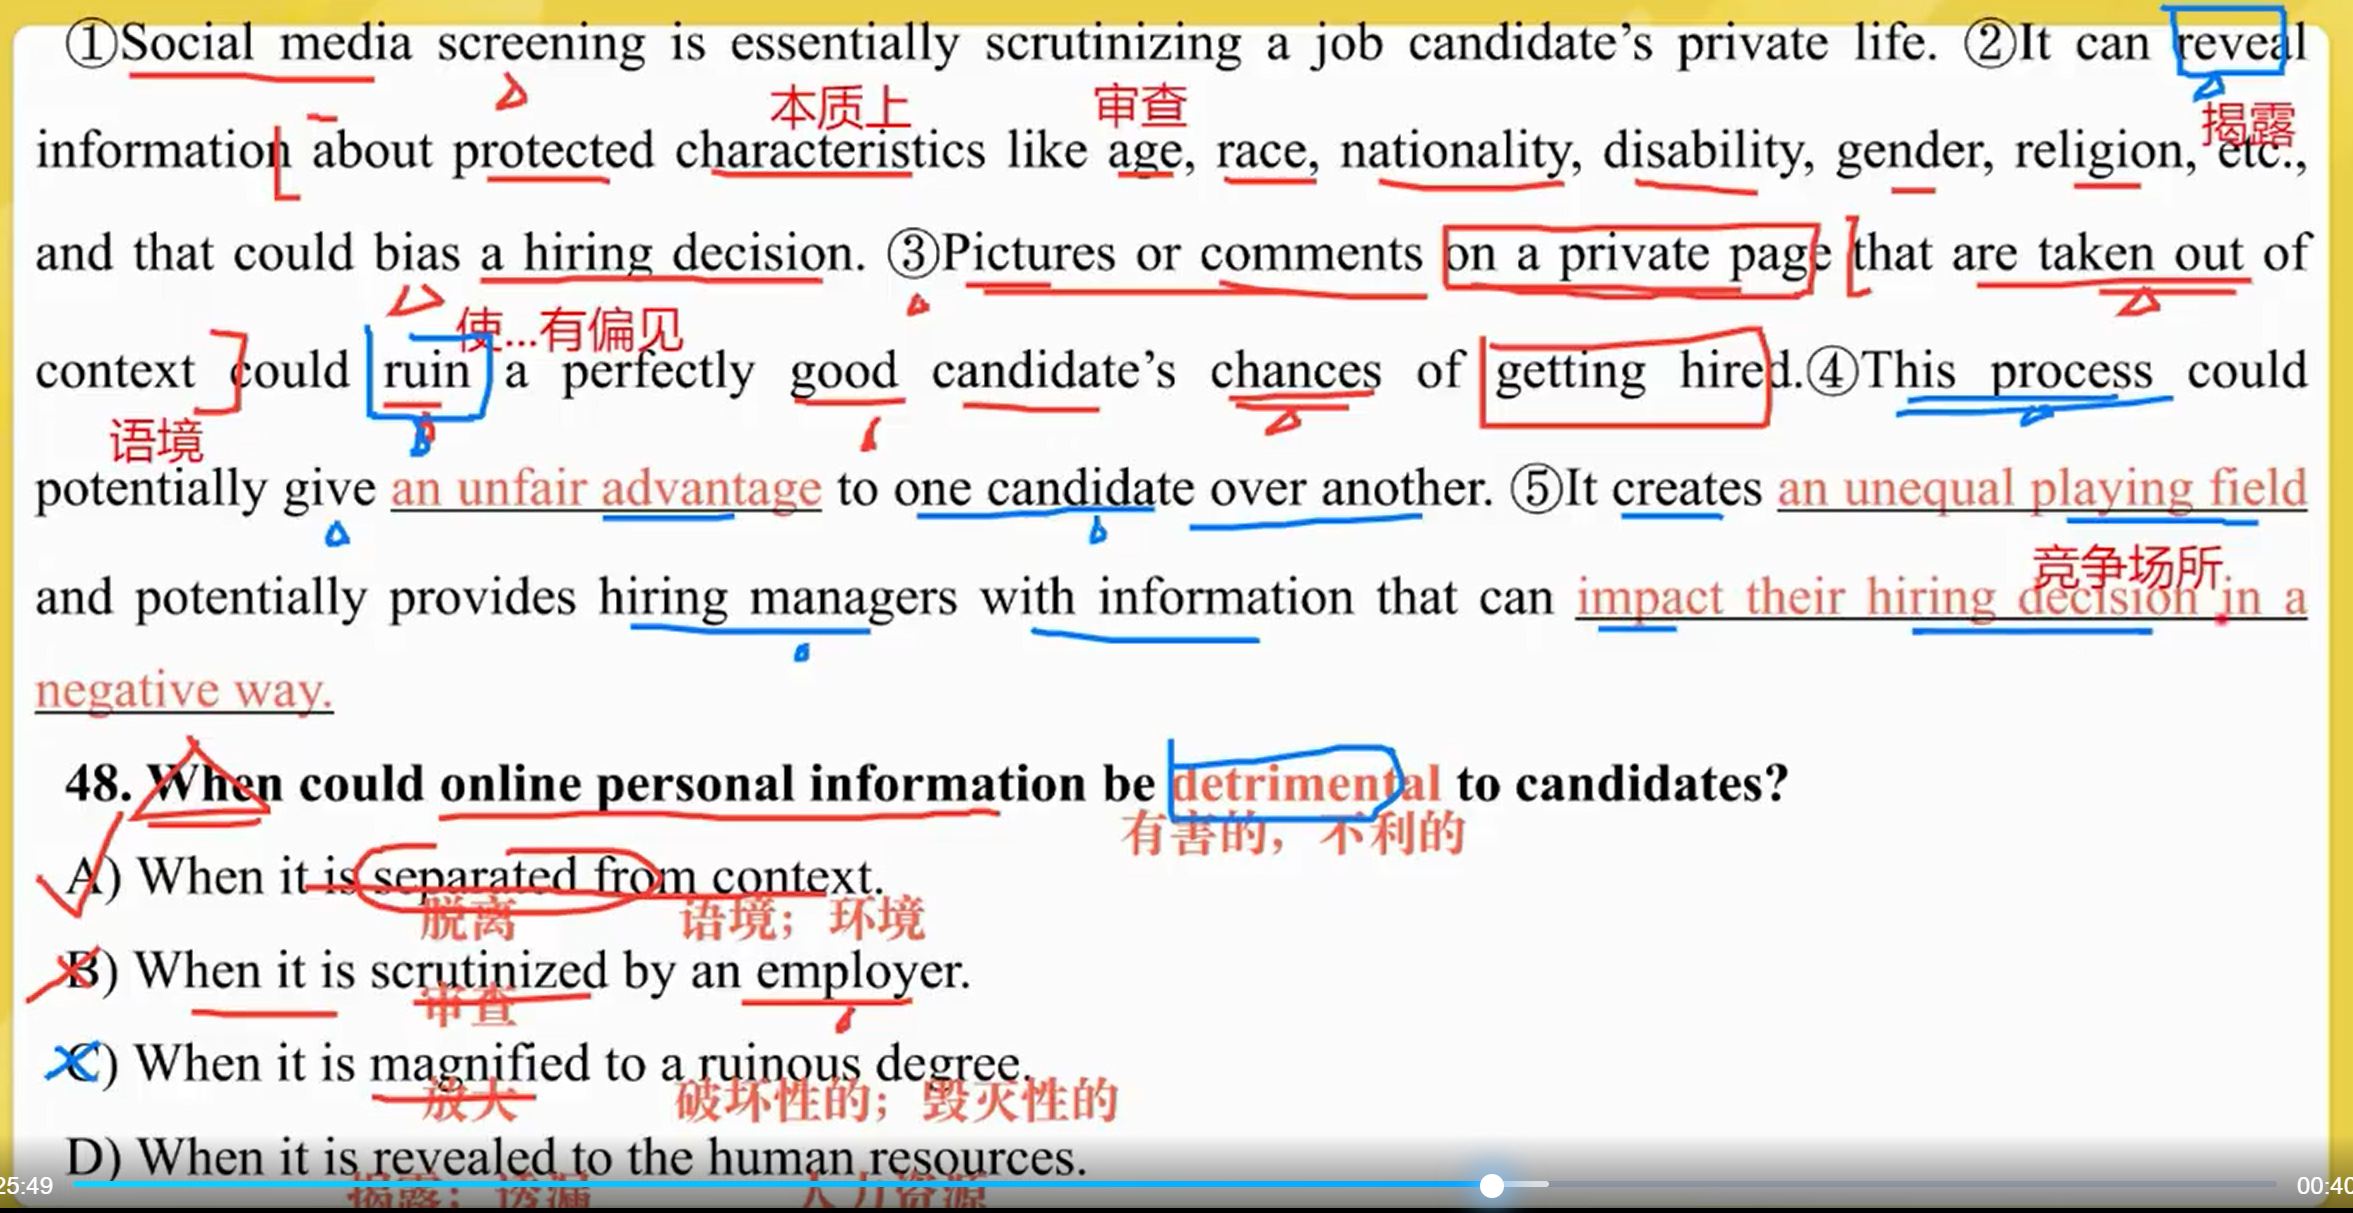 ①Social media screening is essentially scrutinizing a job candidate’s private life. ②It can reveal
本质上 审查 揭露
information about protected characteristics like age, race, nationality, disability, gender, religion, etc.,
and that could bias a hiring decision. ③Pictures or comments on a private page that are taken out of
使...有偏见
context could ruin a perfectly good candidate’s chances of getting hired.④This process could
语境
potentially give an unfair advantage to one candidate over another. ⑤It creates an unequal playing field
竞争场所
and potentially provides hiring managers with information that can impact their hiring decision in a
negative way.
48. When could online personal information be detrimental to candidates?
有害的，不利的
A) When it is separated from context.
脱离 语境；环境
B) When it is scrutinized by an employer.
审查
C) When it is magnified to a ruinous degree.
放大 破坏性的；毁灭性的
D) When it is revealed to the human resources.
揭露；透漏 人力资源
25:49 00:40